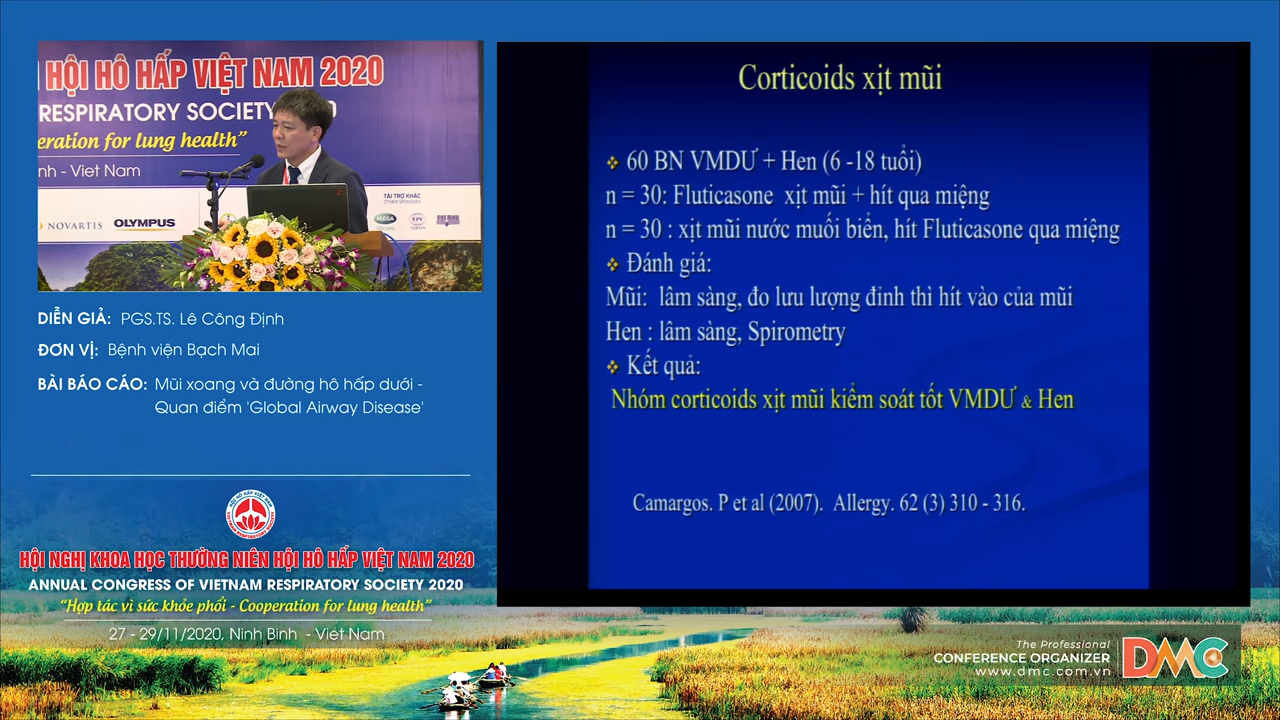 HỘI HÔ HẤP VIỆT NAM 2020
RESPIRATORY SOCIETY
eration for lung health”
nh - Viet Nam
TÀI TRỢ KHÁC
OTHER SPONSORS
NOVARTIS
OLYMPUS
MEGA
DIỄN GIẢ: PGS.TS. Lê Công Định
ĐƠN VỊ: Bệnh viện Bạch Mai
BÀI BÁO CÁO: Mũi xoang và đường hô hấp dưới -
Quan điểm 'Global Airway Disease'
HỘI NGHỊ KHOA HỌC THƯỜNG NIÊN HỘI HÔ HẤP VIỆT NAM 2020
ANNUAL CONGRESS OF VIETNAM RESPIRATORY SOCIETY 2020
“Hợp tác vì sức khỏe phổi - Cooperation for lung health”
27 - 29/11/2020, Ninh Bình - Viet Nam
Corticoids xịt mũi
❖ 60 BN VMDƯ + Hen (6 -18 tuổi)
n = 30: Fluticasone xịt mũi + hít qua miệng
n = 30 : xịt mũi nước muối biên, hít Fluticasone qua miệng
❖ Đánh giá:
Mũi: lâm sàng, đo lưu lượng đỉnh thì hít vào của mũi
Hen : lâm sàng, Spirometry
❖ Kết quả:
Nhóm corticoids xịt mũi kiểm soát tốt VMDƯ & Hen
Camargos. P et al (2007). Allergy. 62 (3) 310 - 316.
The Professional
CONFERENCE ORGANIZER
www.dmc.com.vn
DMC